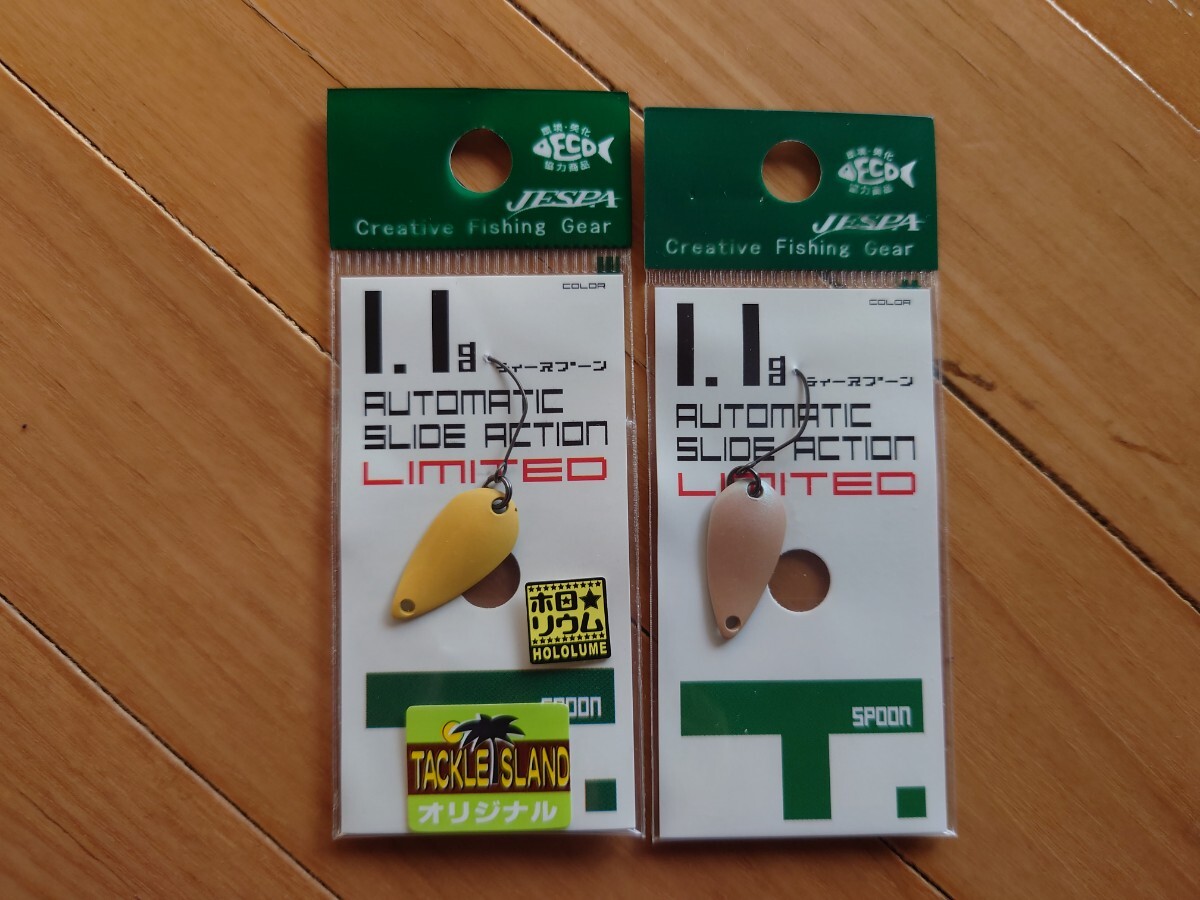 環境・美化
ECO
協力商品
JESPA
Creative Fishing Gear
COLOR
1.1g
ティースプーン
AUTOMATIC
SLIDE ACTION
LIMITED
ホロ★
リウム
HOLOLUME
SPOON
TACKLE ISLAND
オリジナル
環境・美化
ECO
協力商品
JESPA
Creative Fishing Gear
COLOR
1.1g
ティースプーン
AUTOMATIC
SLIDE ACTION
LIMITED
T.
SPOON